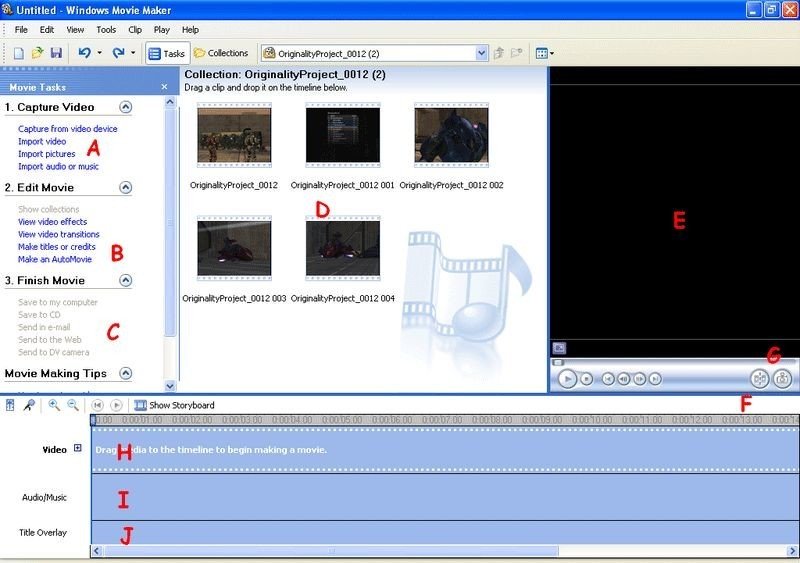 Untitled - Windows Movie Maker
File Edit View Tools Clip Play Help
Tasks Collections OriginalityProject_0012 (2)
Movie Tasks
1. Capture Video
Capture from video device
Import video
Import pictures
Import audio or music
A
2. Edit Movie
Show collections
View video effects
View video transitions
Make titles or credits
Make an AutoMovie
B
3. Finish Movie
Save to my computer
Save to CD
Send in e-mail
Send to the Web
Send to DV camera
C
Movie Making Tips
Collection: OriginalityProject_0012 (2)
Drag a clip and drop it on the timeline below.
OriginalityProject_0012
OriginalityProject_0012 001
OriginalityProject_0012 002
D
OriginalityProject_0012 003
OriginalityProject_0012 004
E
G
F
Show Storyboard
0:00:01.00 0:00:02.00 0:00:03.00 0:00:04.00 0:00:05.00 0:00:06.00 0:00:07.00 0:00:08.00 0:00:09.00 0:00:10.00 0:00:11.00 0:00:12.00 0:00:13.00
Video
Drag media to the timeline to begin making a movie.
H
Audio/Music
I
Title Overlay
J